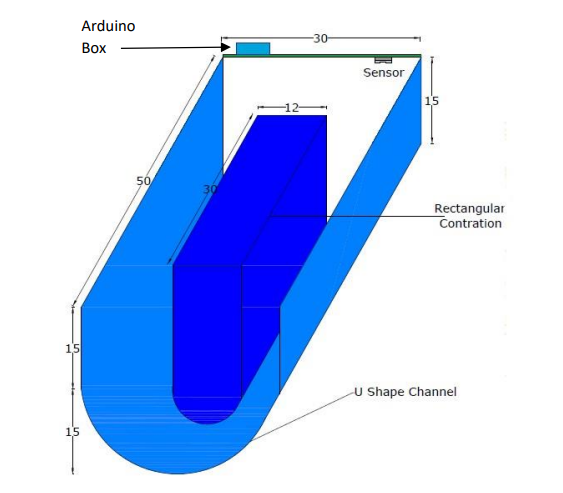 Arduino
Box
30
Sensor
15
12
50
30
Rectangular
Contration
15
15
U Shape Channel